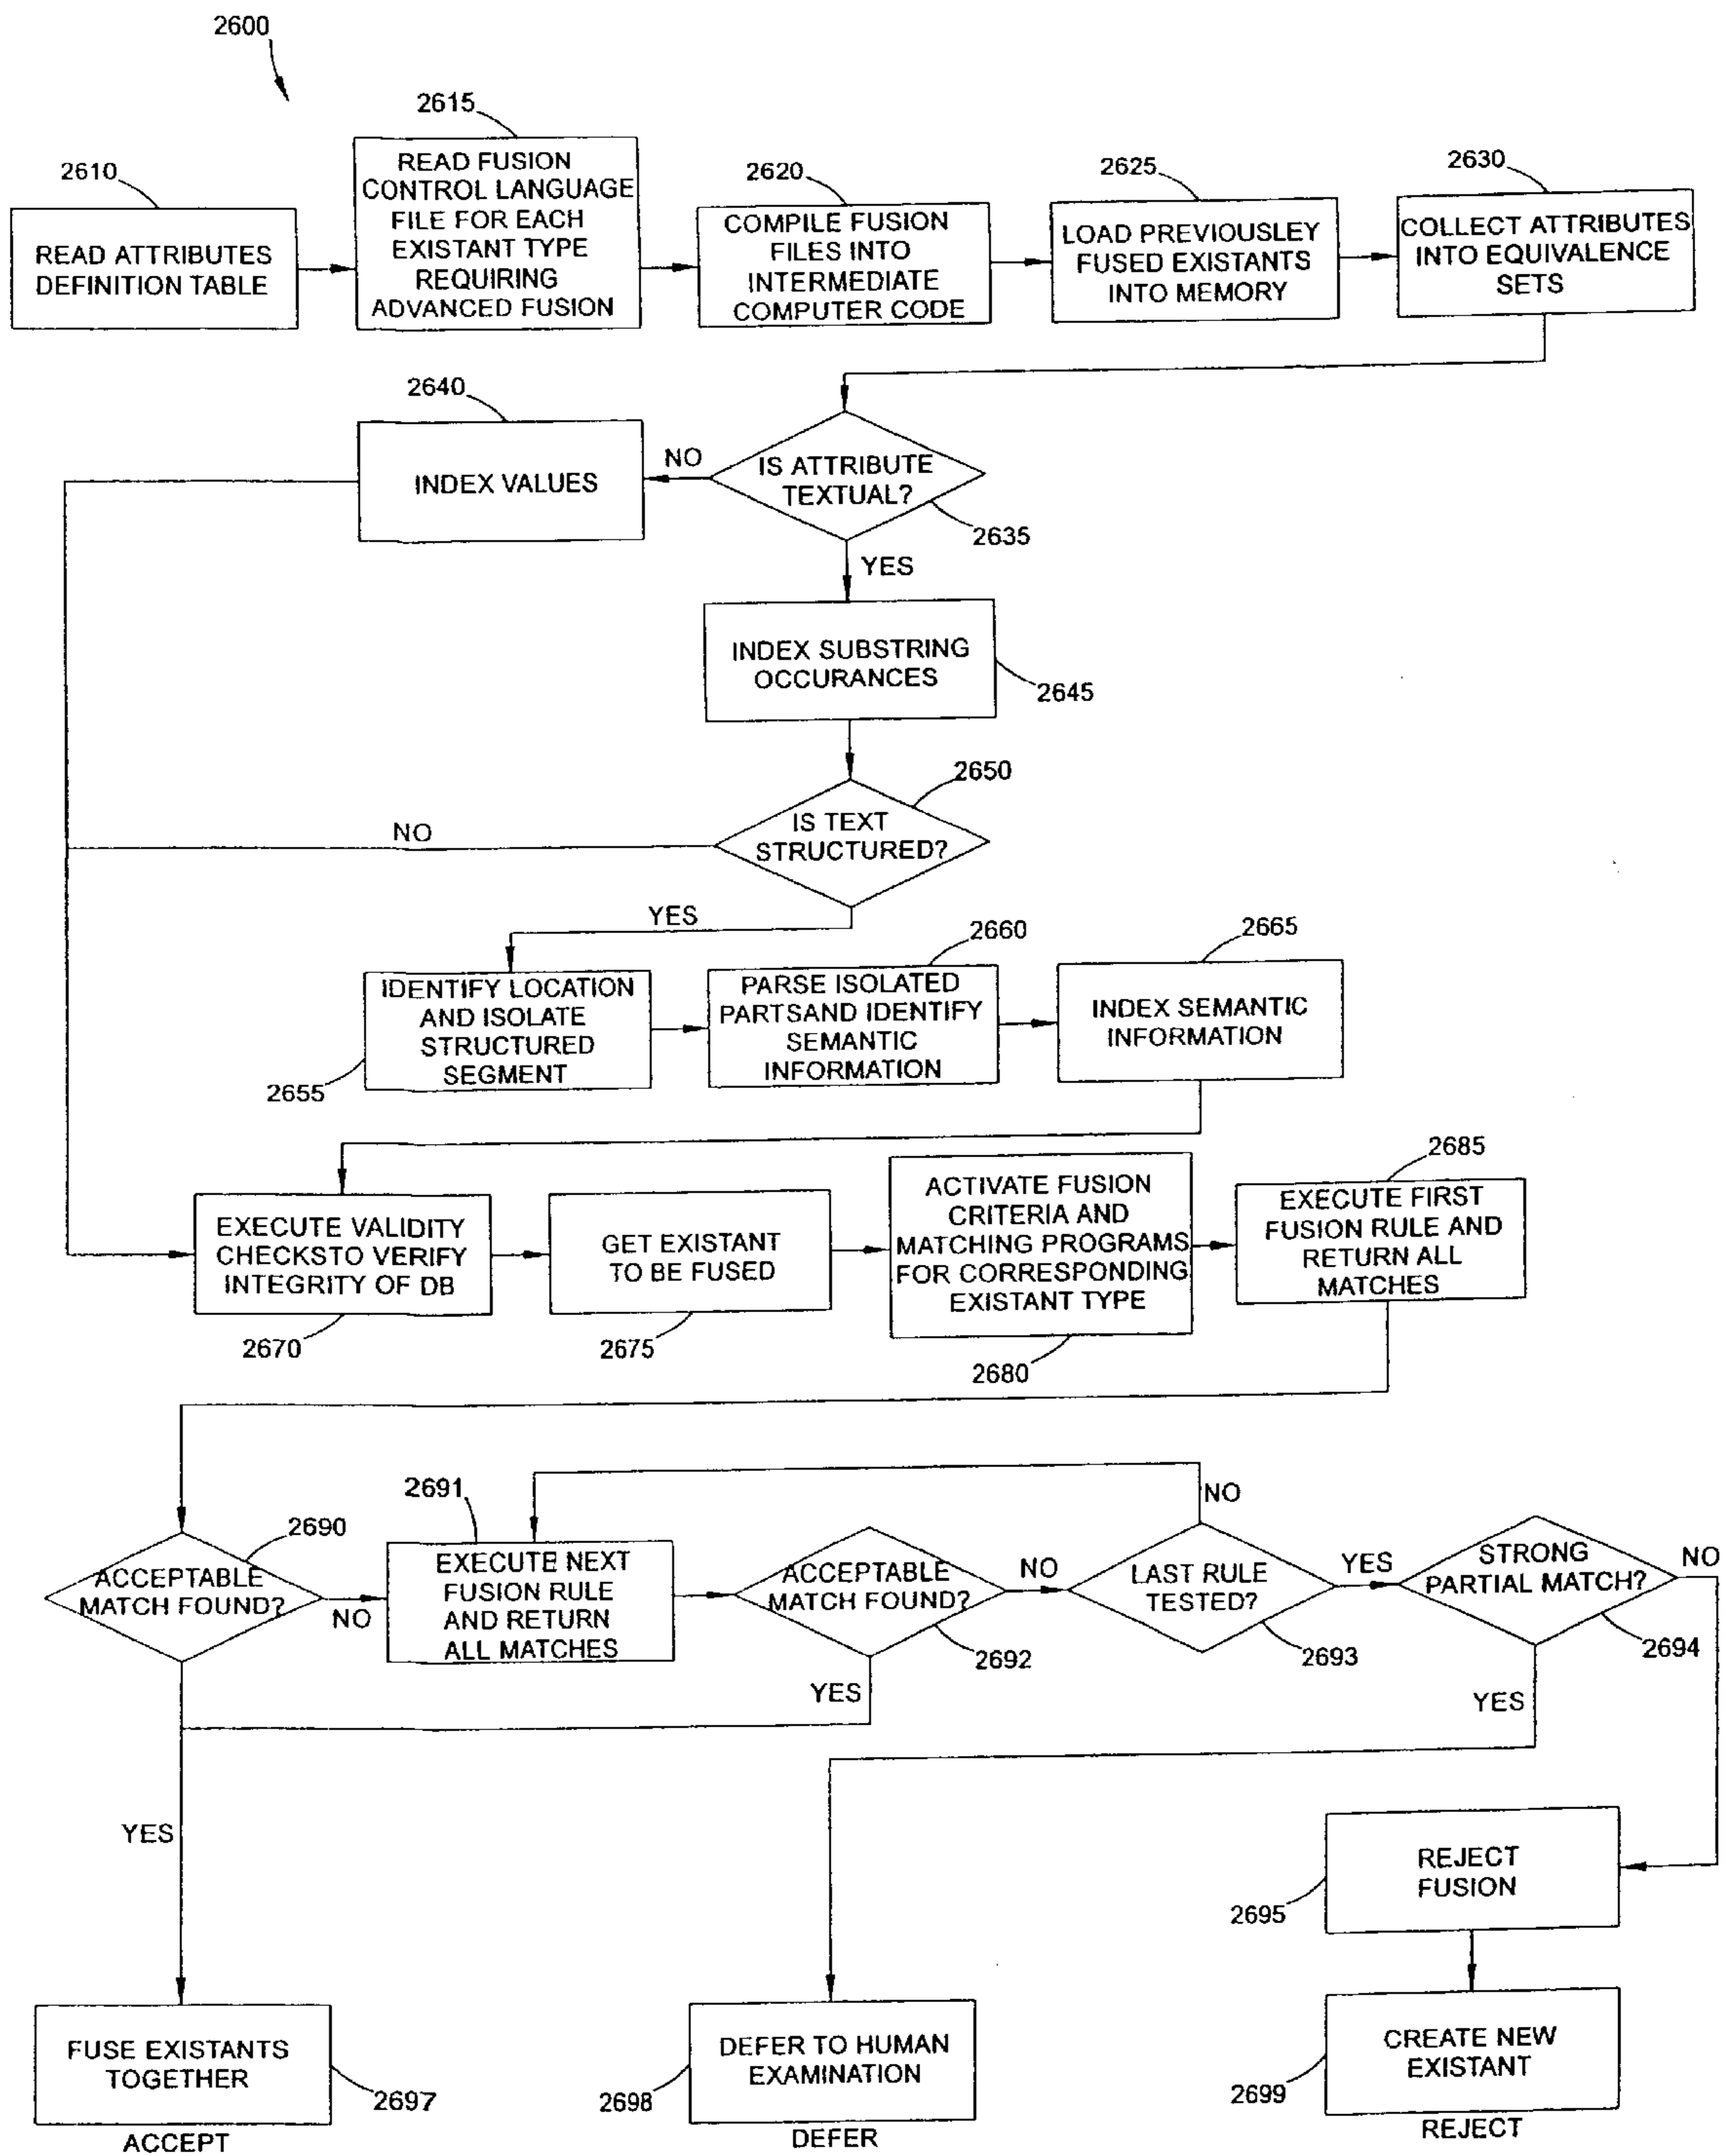 2600
2610
READ ATTRIBUTES
DEFINITION TABLE
2615
READ FUSION
CONTROL LANGUAGE
FILE FOR EACH
EXISTANT TYPE
REQUIRING
ADVANCED FUSION
2620
COMPILE FUSION
FILES INTO
INTERMEDIATE
COMPUTER CODE
2625
LOAD PREVIOUSLEY
FUSED EXISTANTS
INTO MEMORY
2630
COLLECT ATTRIBUTES
INTO EQUIVALENCE
SETS
2640
INDEX VALUES
NO
IS ATTRIBUTE
TEXTUAL?
2635
YES
INDEX SUBSTRING
OCCURANCES
2645
2650
IS TEXT
STRUCTURED?
NO
YES
IDENTIFY LOCATION
AND ISOLATE
STRUCTURED
SEGMENT
2655
2660
PARSE ISOLATED
PARTSAND IDENTIFY
SEMANTIC
INFORMATION
2665
INDEX SEMANTIC
INFORMATION
EXECUTE VALIDITY
CHECKSTO VERIFY
INTEGRITY OF DB
2670
GET EXISTANT
TO BE FUSED
2675
ACTIVATE FUSION
CRITERIA AND
MATCHING PROGRAMS
FOR CORRESPONDING
EXISTANT TYPE
2680
2685
EXECUTE FIRST
FUSION RULE AND
RETURN ALL
MATCHES
2690
ACCEPTABLE
MATCH FOUND?
NO
2691
EXECUTE NEXT
FUSION RULE
AND RETURN
ALL MATCHES
ACCEPTABLE
MATCH FOUND?
2692
NO
YES
LAST RULE
TESTED?
2693
NO
YES
STRONG
PARTIAL MATCH?
2694
NO
YES
YES
REJECT
FUSION
2695
FUSE EXISTANTS
TOGETHER
2697
ACCEPT
DEFER TO HUMAN
EXAMINATION
2698
DEFER
CREATE NEW
EXISTANT
2699
REJECT